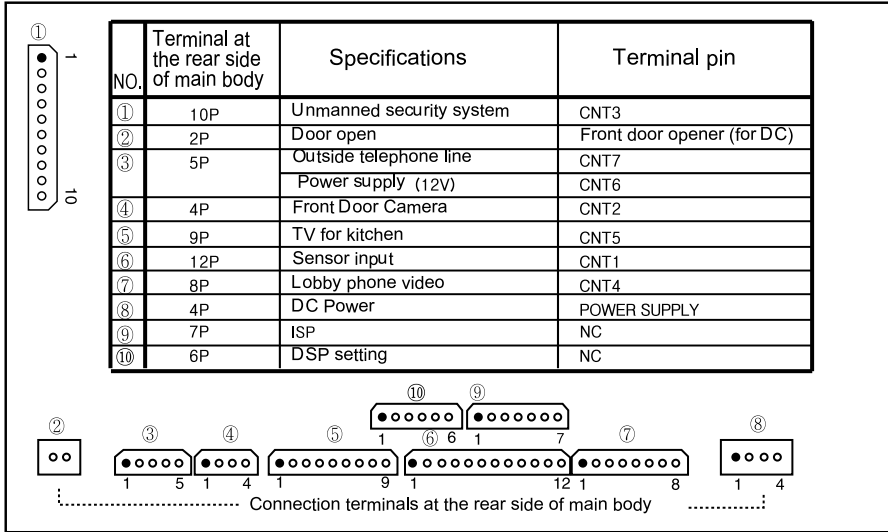 ①
1
10
NO. Terminal at the rear side of main body Specifications Terminal pin
① 10P Unmanned security system CNT3
② 2P Door open Front door opener (for DC)
③ 5P Outside telephone line CNT7
Power supply (12V) CNT6
④ 4P Front Door Camera CNT2
⑤ 9P TV for kitchen CNT5
⑥ 12P Sensor input CNT1
⑦ 8P Lobby phone video CNT4
⑧ 4P DC Power POWER SUPPLY
⑨ 7P ISP NC
⑩ 6P DSP setting NC
⑩ ⑨
② ③ ④ ⑤ 1 ⑥ 6 1 7 ⑦ ⑧
1 5 1 4 1 9 1 12 1 8 1 4
Connection terminals at the rear side of main body